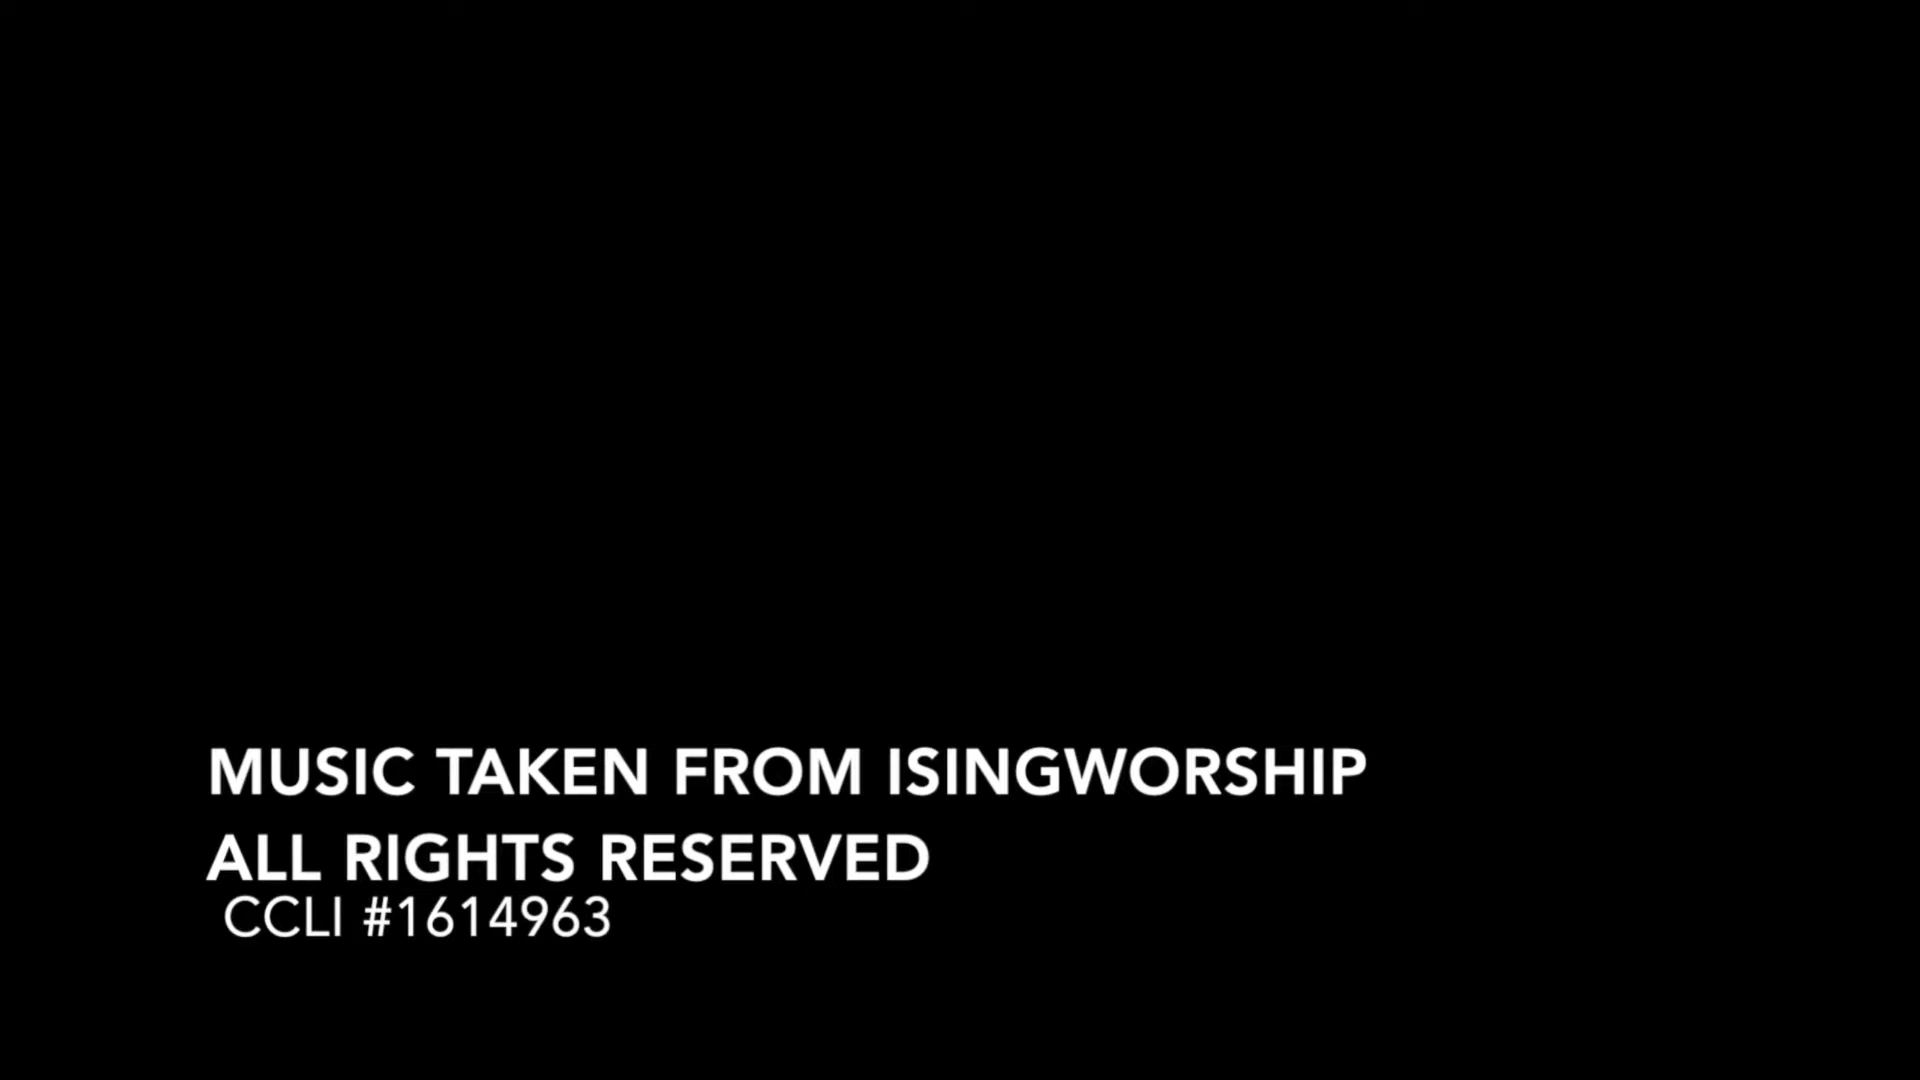 MUSIC TAKEN FROM ISINGWORSHIP
ALL RIGHTS RESERVED
CCLI #1614963